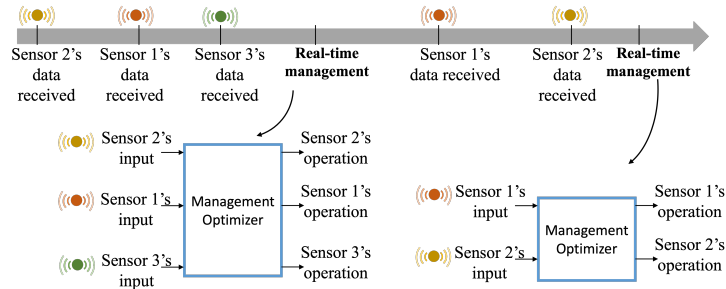 Sensor 2's
data
received
Sensor 1's
data
received
Sensor 3's
data
received
Real-time
management
Sensor 1's
data received
Sensor 2's
data
received
Real-time
management
Sensor 2's
input
Sensor 1's
input
Sensor 3's
input
Management
Optimizer
Sensor 2's
operation
Sensor 1's
operation
Sensor 3's
operation
Sensor 1's
input
Sensor 2's
input
Management
Optimizer
Sensor 1's
operation
Sensor 2's
operation